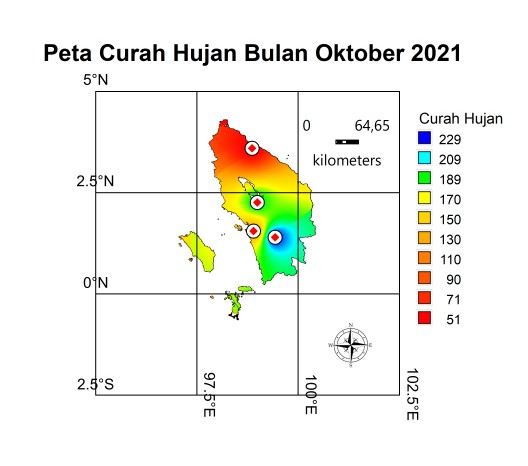 Peta Curah Hujan Bulan Oktober 2021
5°N
0 64,65
kilometers
Curah Hujan
229
209
189
170
150
130
110
90
71
51
2.5°N
0°N
N
W E
S
2.5°S
97.5°E
100°E
102.5°E